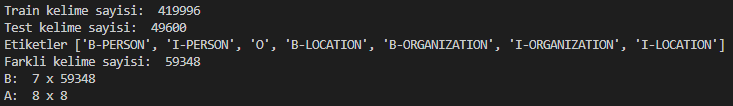 Train kelime sayisi:  419996
Test kelime sayisi:  49600
Etiketler ['B-PERSON', 'I-PERSON', 'O', 'B-LOCATION', 'B-ORGANIZATION', 'I-ORGANIZATION', 'I-LOCATION']
Farkli kelime sayisi:  59348
B:  7 x 59348
A:  8 x 8